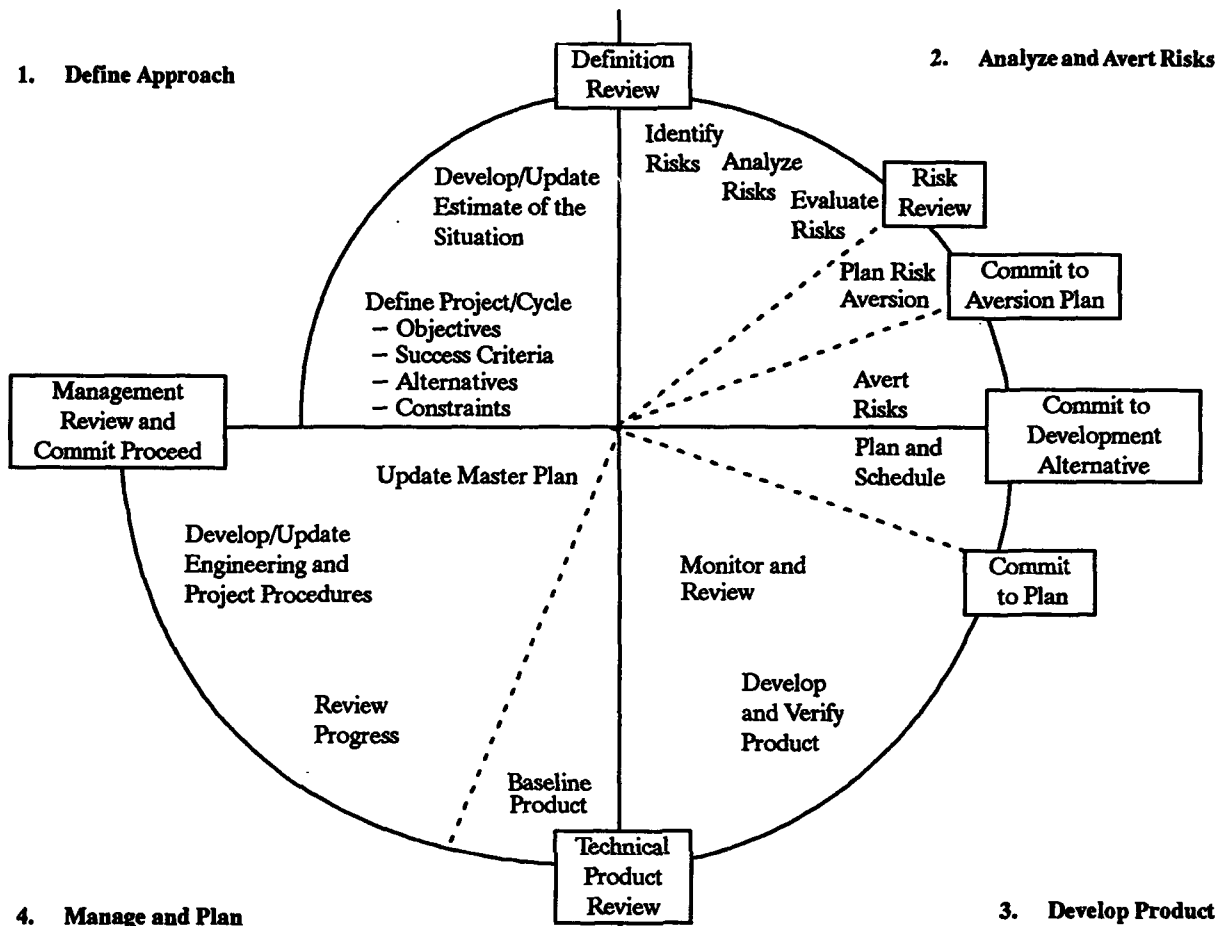 1. Define Approach
Definition
Review
2. Analyze and Avert Risks
Identify
Risks
Analyze
Risks
Evaluate
Risks
Risk
Review
Develop/Update
Estimate of the
Situation
Plan Risk
Aversion
Commit to
Aversion Plan
Define Project/Cycle
– Objectives
– Success Criteria
– Alternatives
– Constraints
Avert
Risks
Management
Review and
Commit Proceed
Commit to
Development
Alternative
Update Master Plan
Plan and
Schedule
Develop/Update
Engineering and
Project Procedures
Monitor and
Review
Commit
to Plan
Review
Progress
Develop
and Verify
Product
Baseline
Product
Technical
Product
Review
4. Manage and Plan
3. Develop Product